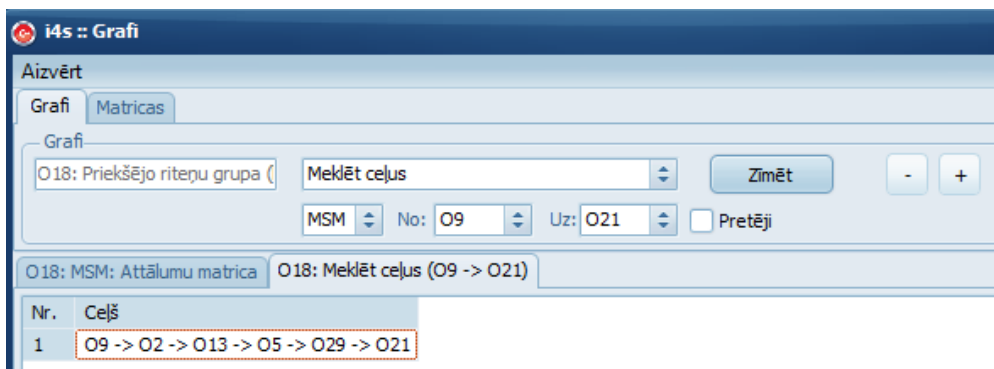 i4s :: Grafi
Aizvērt
Grafi Matricas
Grafi
O18: Priekšējo riteņu grupa ( Meklēt ceļus Zīmēt - +
MSM No: O9 Uz: O21 Pretēji
O18: MSM: Attālumu matrica O18: Meklēt ceļus (O9 -> O21)
Nr. Ceļš
1 O9 -> O2 -> O13 -> O5 -> O29 -> O21